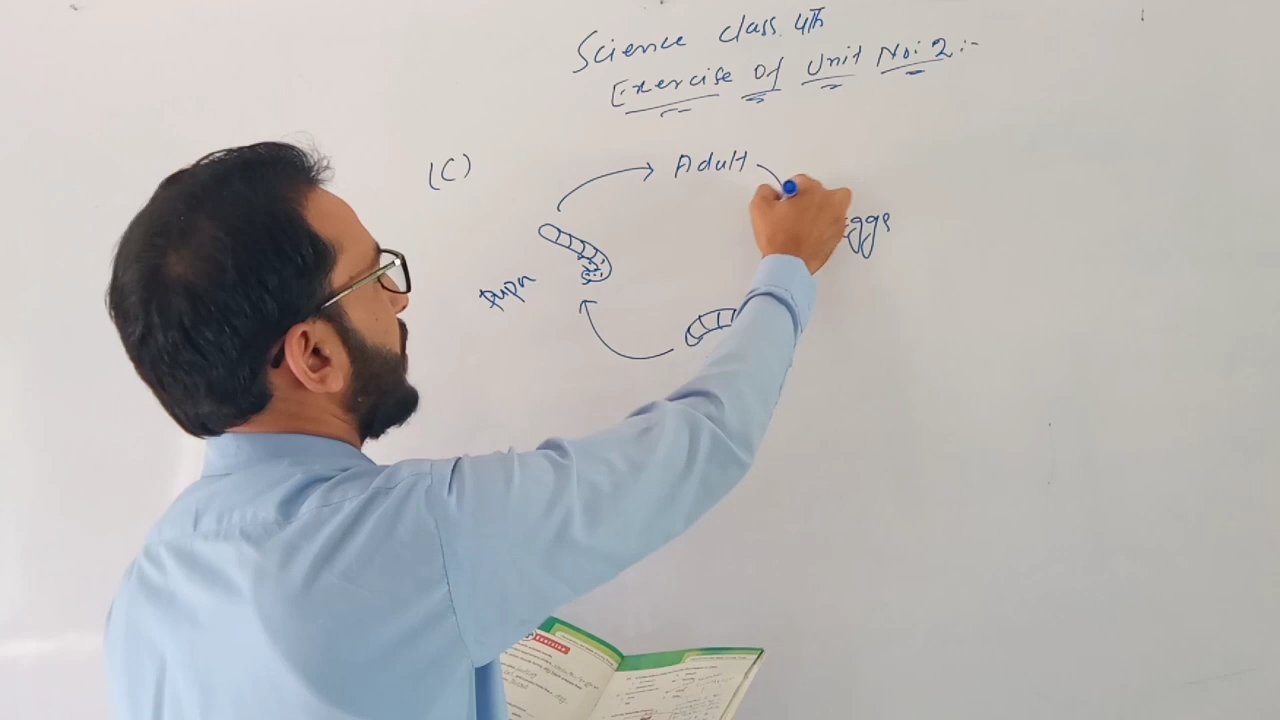 Science class 4th
Exercise Of Unit No: 2 :-
(C)
Adult
Eggs
pupa